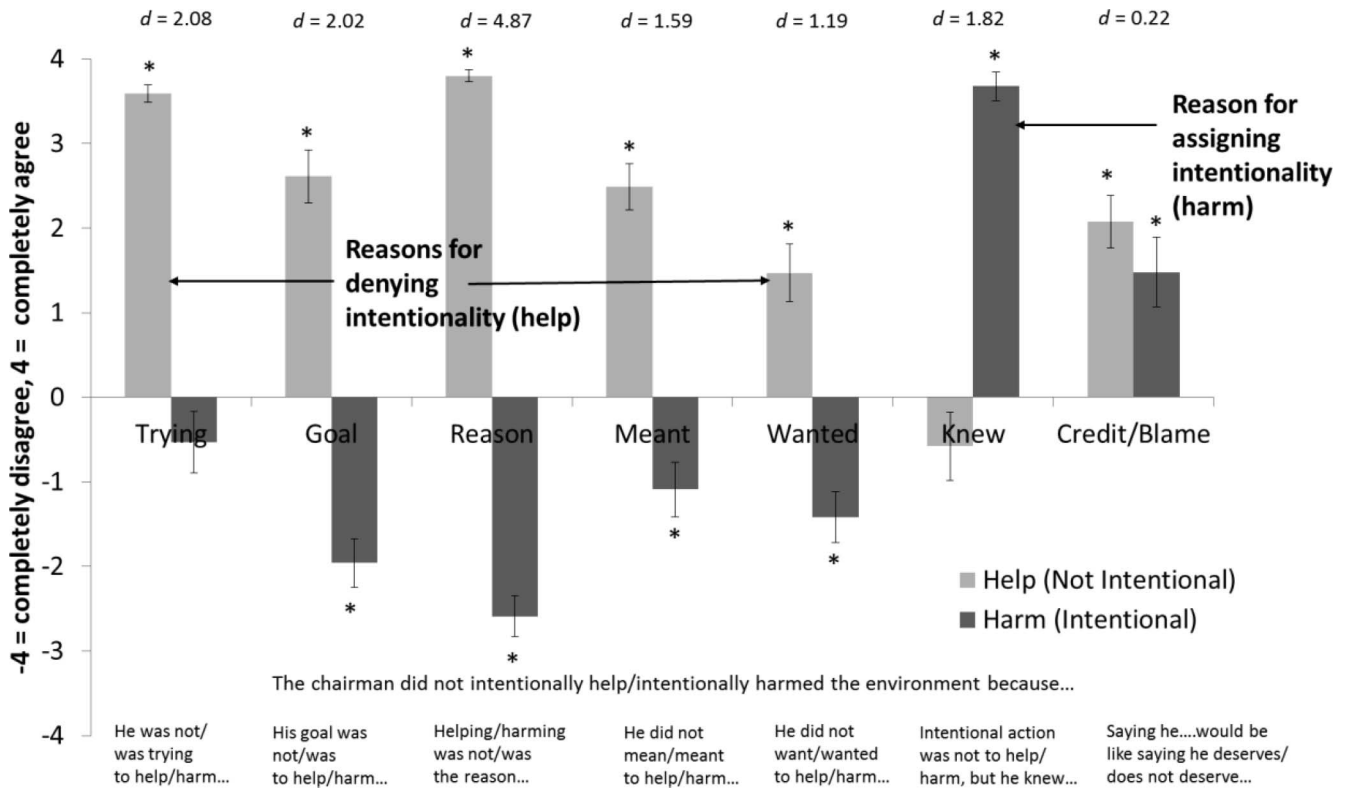 d = 2.08 d = 2.02 d = 4.87 d = 1.59 d = 1.19 d = 1.82 d = 0.22
-4 = completely disagree, 4 = completely agree
4
3
2
1
0
-1
-2
-3
-4
*
*
*
*
*
*
*
*
*
*
*
*
Reason for
assigning
intentionality
(harm)
Reasons for
denying
intentionality (help)
Trying Goal Reason Meant Wanted Knew Credit/Blame
Help (Not Intentional)
Harm (Intentional)
The chairman did not intentionally help/intentionally harmed the environment because...
He was not/
was trying
to help/harm...
His goal was
not/was
to help/harm...
Helping/harming
was not/was
the reason...
He did not
mean/meant
to help/harm...
He did not
want/wanted
to help/harm...
Intentional action
was not to help/
harm, but he knew...
Saying he....would be
like saying he deserves/
does not deserve...